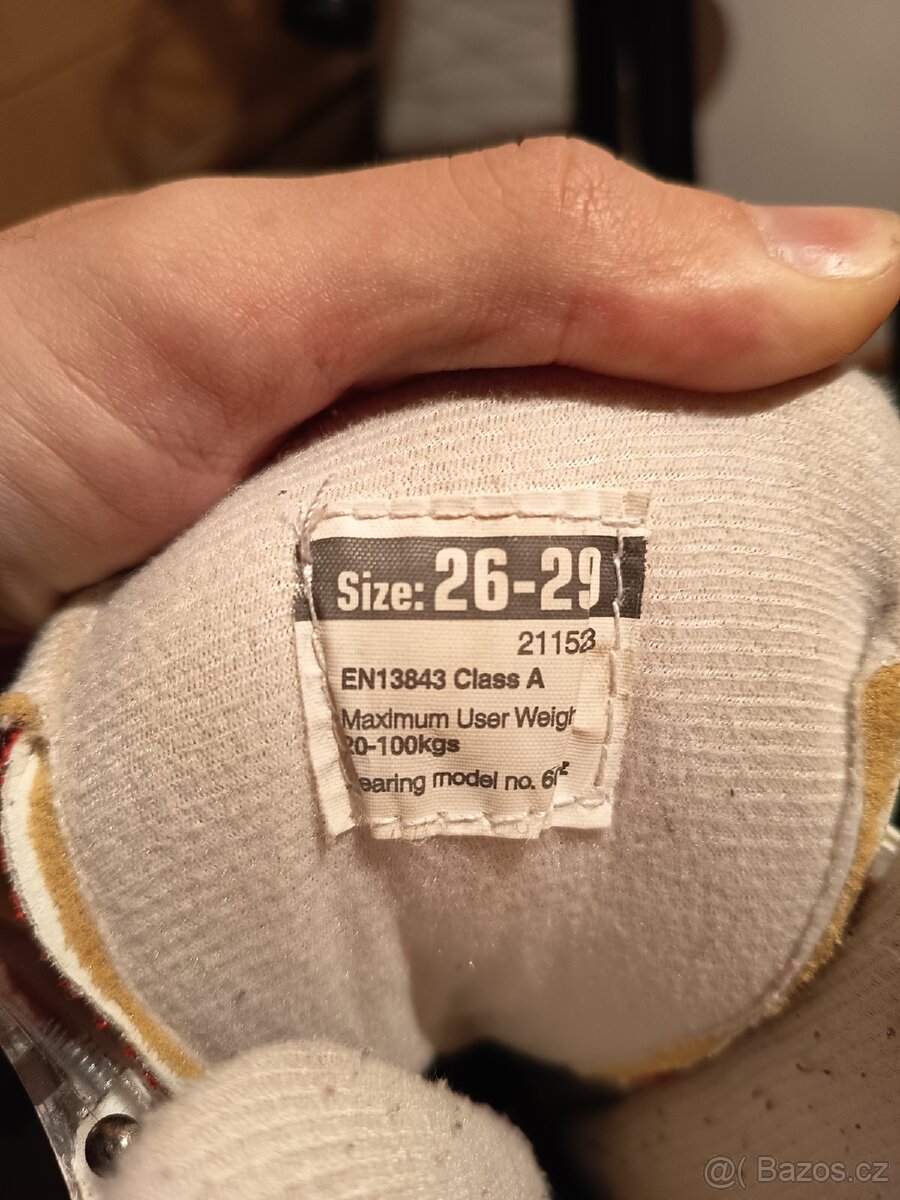 Size: 26-29
21153
EN13843 Class A
Maximum User Weigh
20-100kgs
earing model no.
@( Bazos.cz